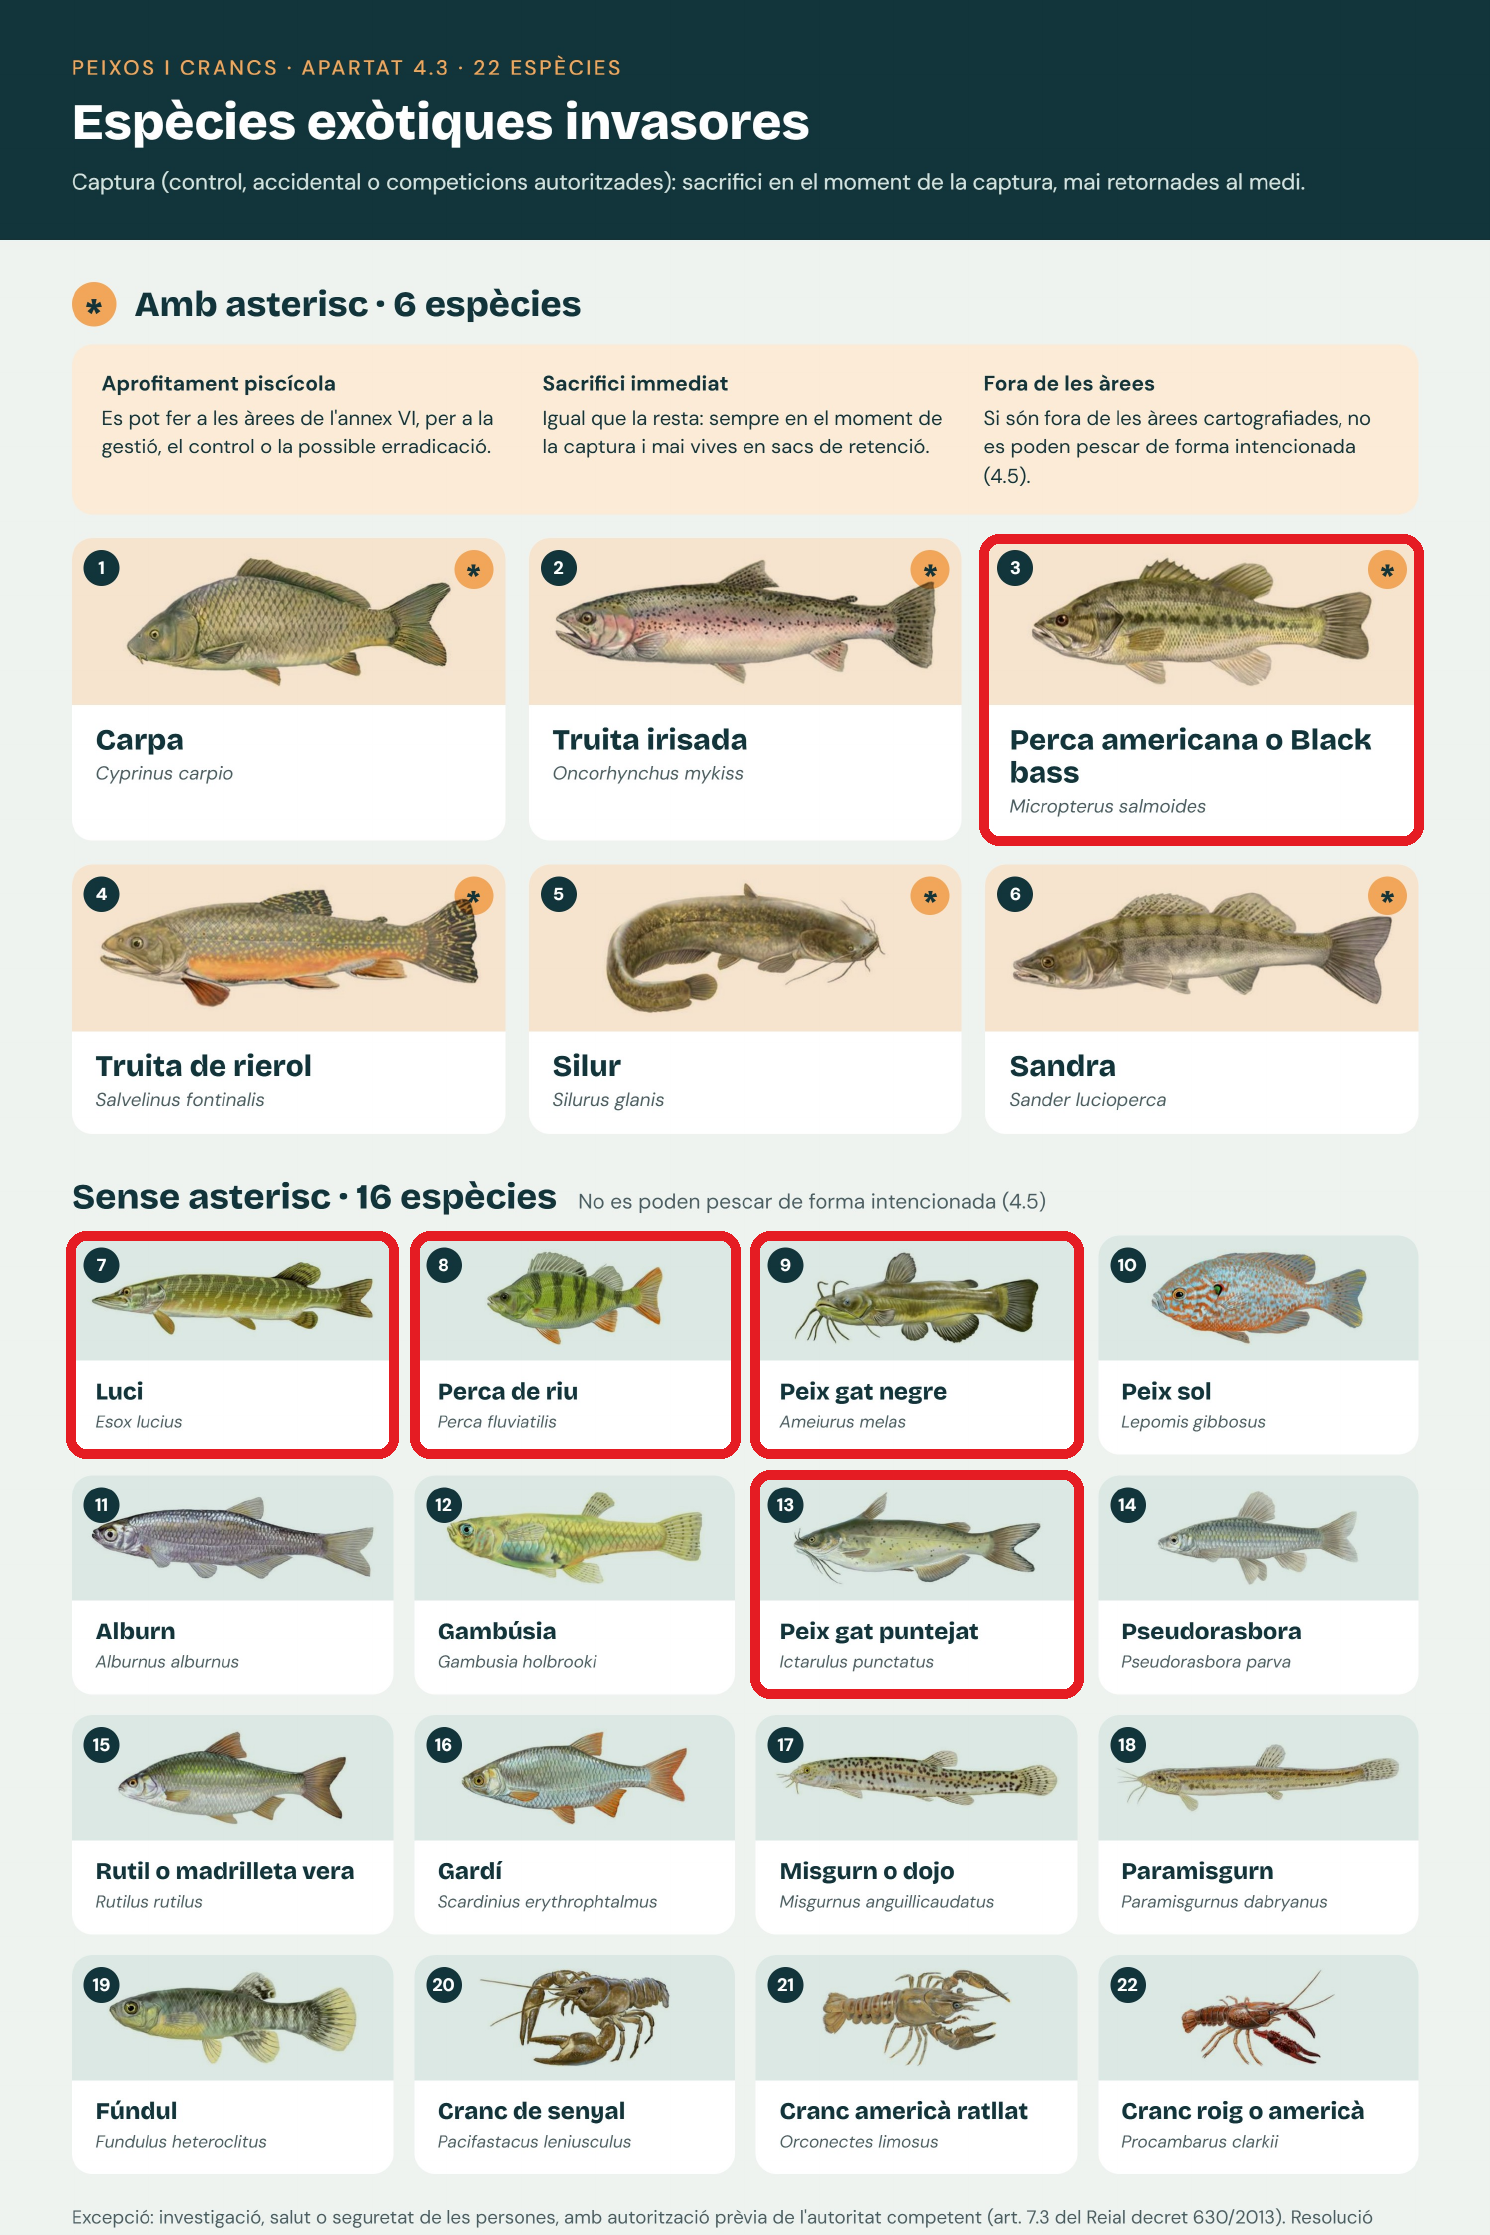 PEIXOS I CRANCS · APARTAT 4.3 · 22 ESPÈCIES
Espècies exòtiques invasores
Captura (control, accidental o competicions autoritzades): sacrifici en el moment de la captura, mai retornades al medi.
* Amb asterisc · 6 espècies
Aprofitament piscícola
Es pot fer a les àrees de l'annex VI, per a la
gestió, el control o la possible erradicació.
Sacrifici immediat
Igual que la resta: sempre en el moment de
la captura i mai vives en sacs de retenció.
Fora de les àrees
Si són fora de les àrees cartografiades, no
es poden pescar de forma intencionada
(4.5).
1 *
Carpa
Cyprinus carpio
2 *
Truita irisada
Oncorhynchus mykiss
3 *
Perca americana o Black
bass
Micropterus salmoides
4 *
Truita de rierol
Salvelinus fontinalis
5 *
Silur
Silurus glanis
6 *
Sandra
Sander lucioperca
Sense asterisc · 16 espècies No es poden pescar de forma intencionada (4.5)
7
Luci
Esox lucius
8
Perca de riu
Perca fluviatilis
9
Peix gat negre
Ameiurus melas
10
Peix sol
Lepomis gibbosus
11
Alburn
Alburnus alburnus
12
Gambúsia
Gambusia holbrooki
13
Peix gat puntejat
Ictarulus punctatus
14
Pseudorasbora
Pseudorasbora parva
15
Rutil o madrilleta vera
Rutilus rutilus
16
Gardí
Scardinius erythrophtalmus
17
Misgurn o dojo
Misgurnus anguillicaudatus
18
Paramisgurn
Paramisgurnus dabryanus
19
Fúndul
Fundulus heteroclitus
20
Cranc de senyal
Pacifastacus leniusculus
21
Cranc americà ratllat
Orconectes limosus
22
Cranc roig o americà
Procambarus clarkii
Excepció: investigació, salut o seguretat de les persones, amb autorització prèvia de l'autoritat competent (art. 7.3 del Reial decret 630/2013). Resolució